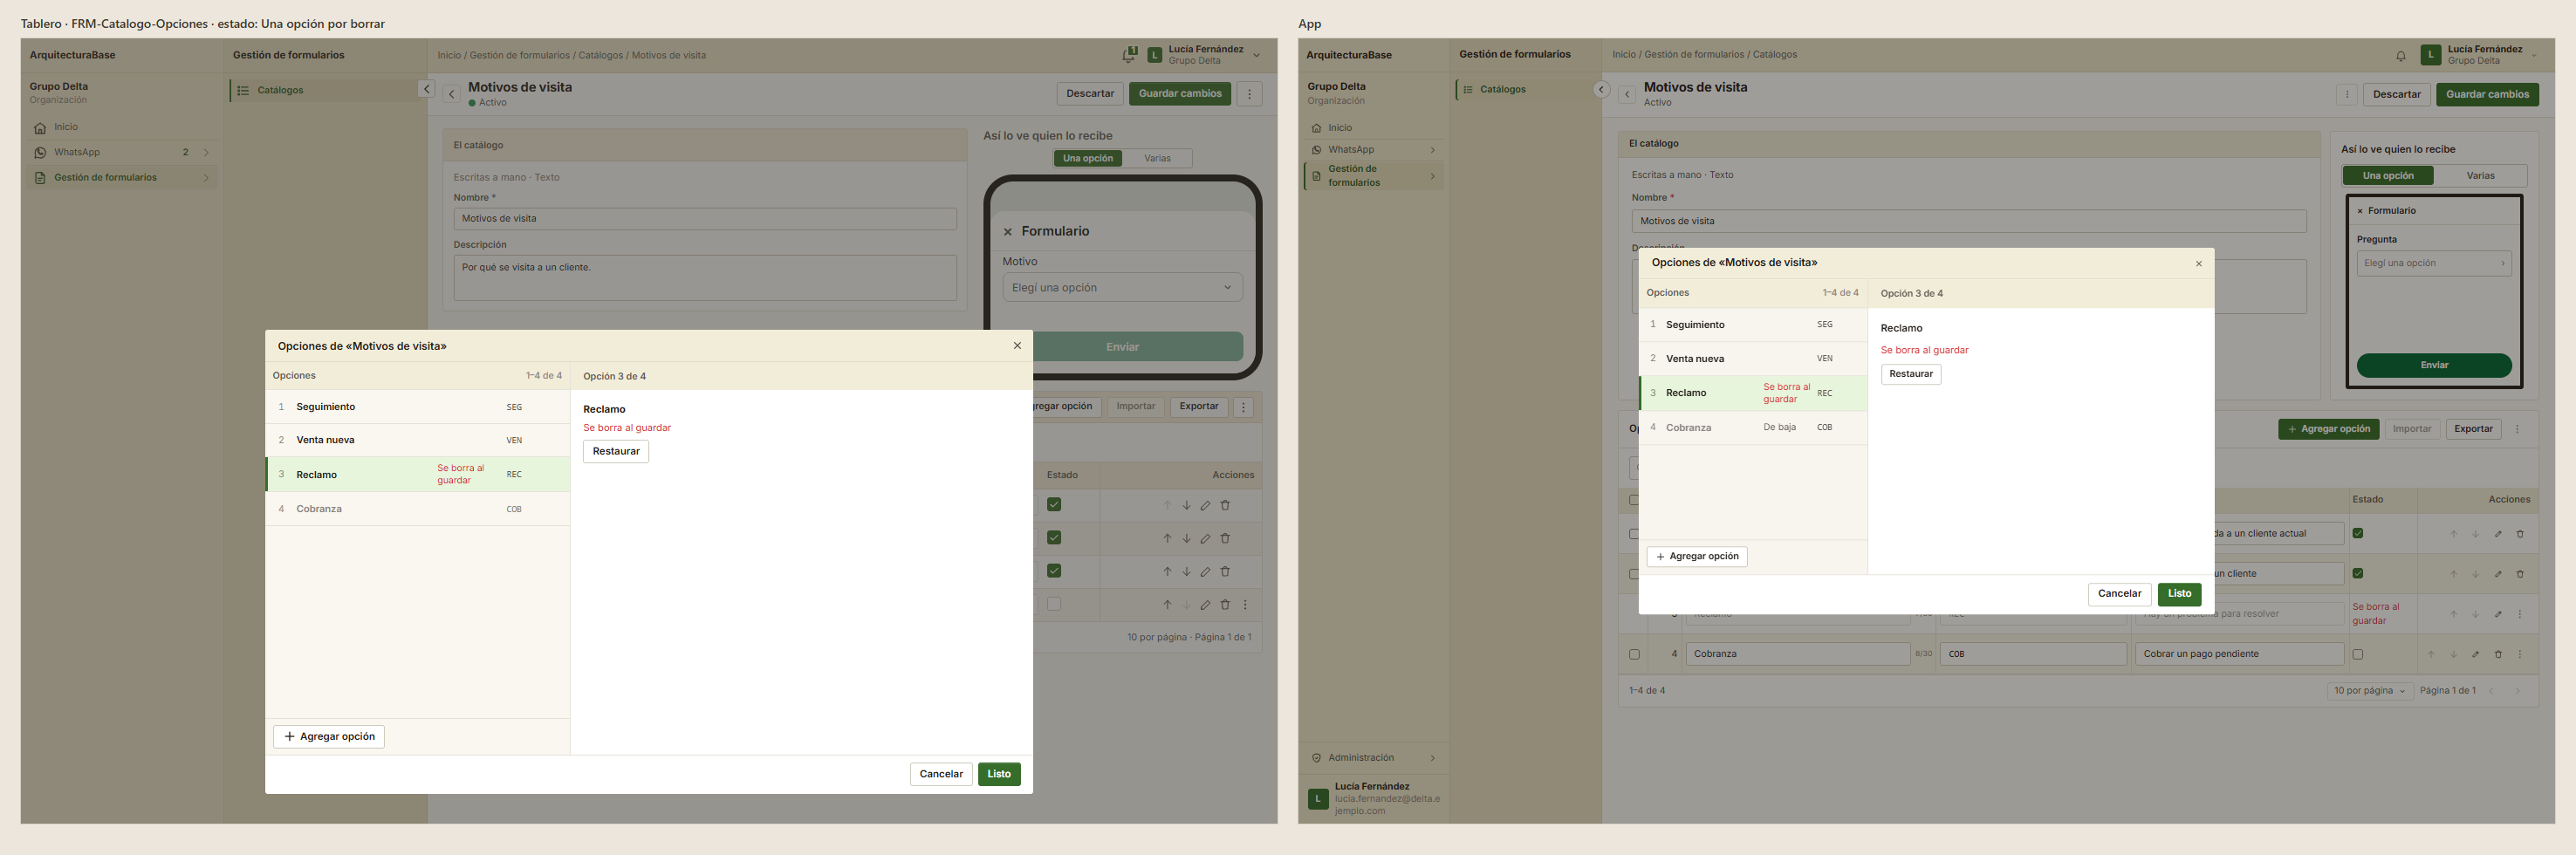 Tablero · FRM-Catalogo-Opciones · estado: Una opción por borrar
ArquitecturaBase
Gestión de formularios
Inicio / Gestión de formularios / Catálogos / Motivos de visita
1
L
Lucía Fernández
Grupo Delta
Grupo Delta
Organización
Inicio
WhatsApp 2
Gestión de formularios
Catálogos
Motivos de visita
Activo
Descartar
Guardar cambios
El catálogo
Escritas a mano · Texto
Nombre *
Motivos de visita
Descripción
Por qué se visita a un cliente.
Así lo ve quien lo recibe
Una opción
Varias
× Formulario
Motivo
Elegí una opción
Enviar
gregar opción
Importar
Exportar
Estado
Acciones
10 por página · Página 1 de 1
Opciones de «Motivos de visita»
×
Opciones
1–4 de 4
Opción 3 de 4
1 Seguimiento SEG
2 Venta nueva VEN
3 Reclamo Se borra al guardar REC
4 Cobranza COB
Reclamo
Se borra al guardar
Restaurar
+ Agregar opción
Cancelar
Listo
App
ArquitecturaBase
Gestión de formularios
Inicio / Gestión de formularios / Catálogos
L
Lucía Fernández
Grupo Delta
Grupo Delta
Organización
Inicio
WhatsApp
Gestión de
formularios
Catálogos
Motivos de visita
Activo
Descartar
Guardar cambios
El catálogo
Escritas a mano · Texto
Nombre *
Motivos de visita
Así lo ve quien lo recibe
Una opción
Varias
× Formulario
Pregunta
Elegí una opción
Enviar
+ Agregar opción
Importar
Exportar
Estado
Acciones
da a un cliente actual
un cliente
para resolver
Se borra al
guardar
4 Cobranza 8/30 COB Cobrar un pago pendiente
1–4 de 4
10 por página
Página 1 de 1
Opciones de «Motivos de visita»
×
Opciones
1–4 de 4
Opción 3 de 4
1 Seguimiento SEG
2 Venta nueva VEN
3 Reclamo Se borra al guardar REC
4 Cobranza De baja COB
Reclamo
Se borra al guardar
Restaurar
+ Agregar opción
Cancelar
Listo
Administración
L
Lucía Fernández
lucia.fernandez@delta.e
jemplo.com